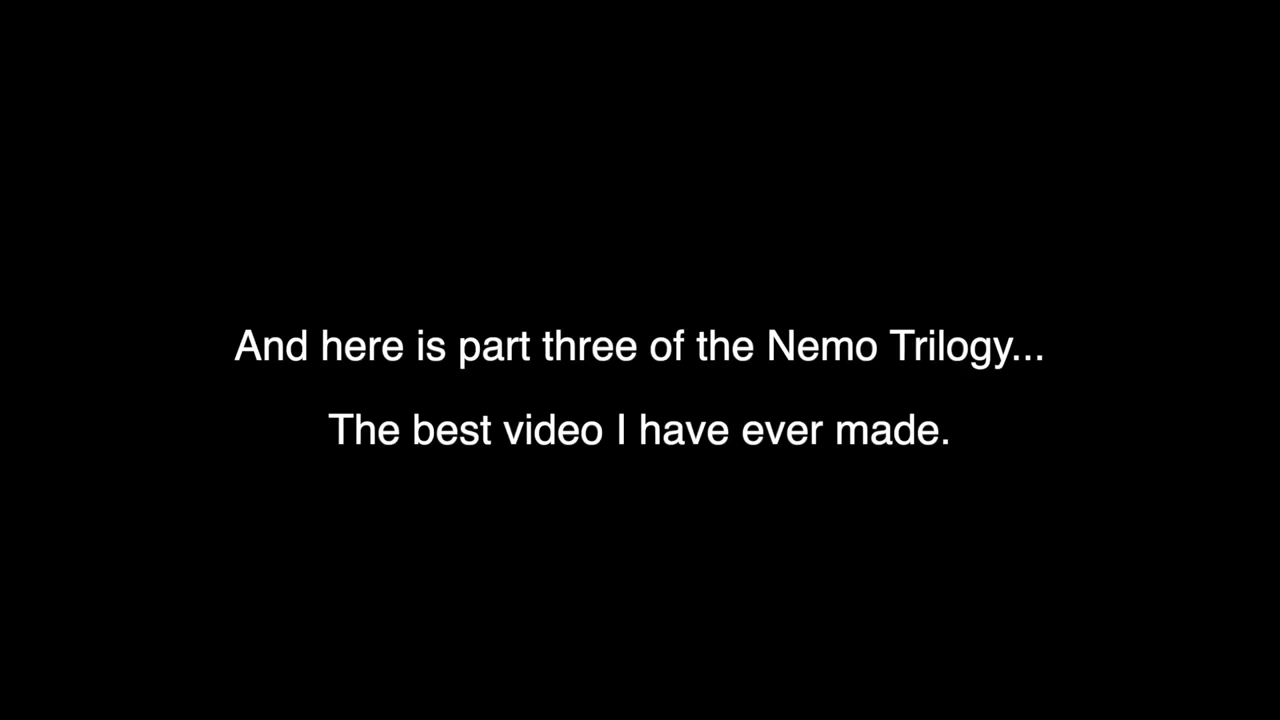 And here is part three of the Nemo Trilogy...
The best video I have ever made.